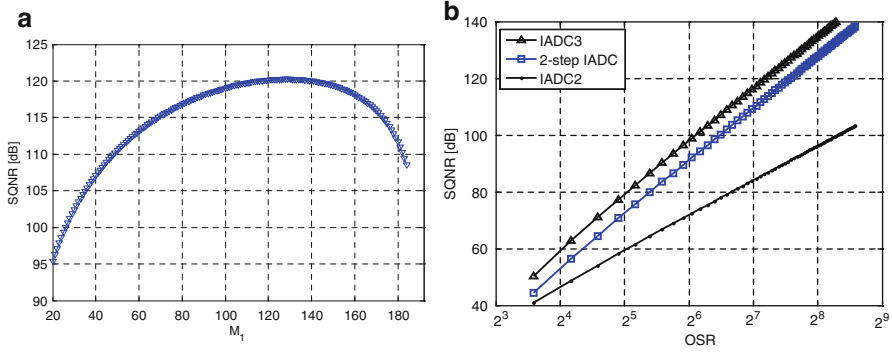 a
125
120
115
110
105
100
95
90
SQNR [dB]
20 40 60 80 100 120 140 160 180
M1
b
140
120
100
80
60
40
SQNR [dB]
IADC3
2-step IADC
IADC2
2^3 2^4 2^5 2^6 2^7 2^8 2^9
OSR